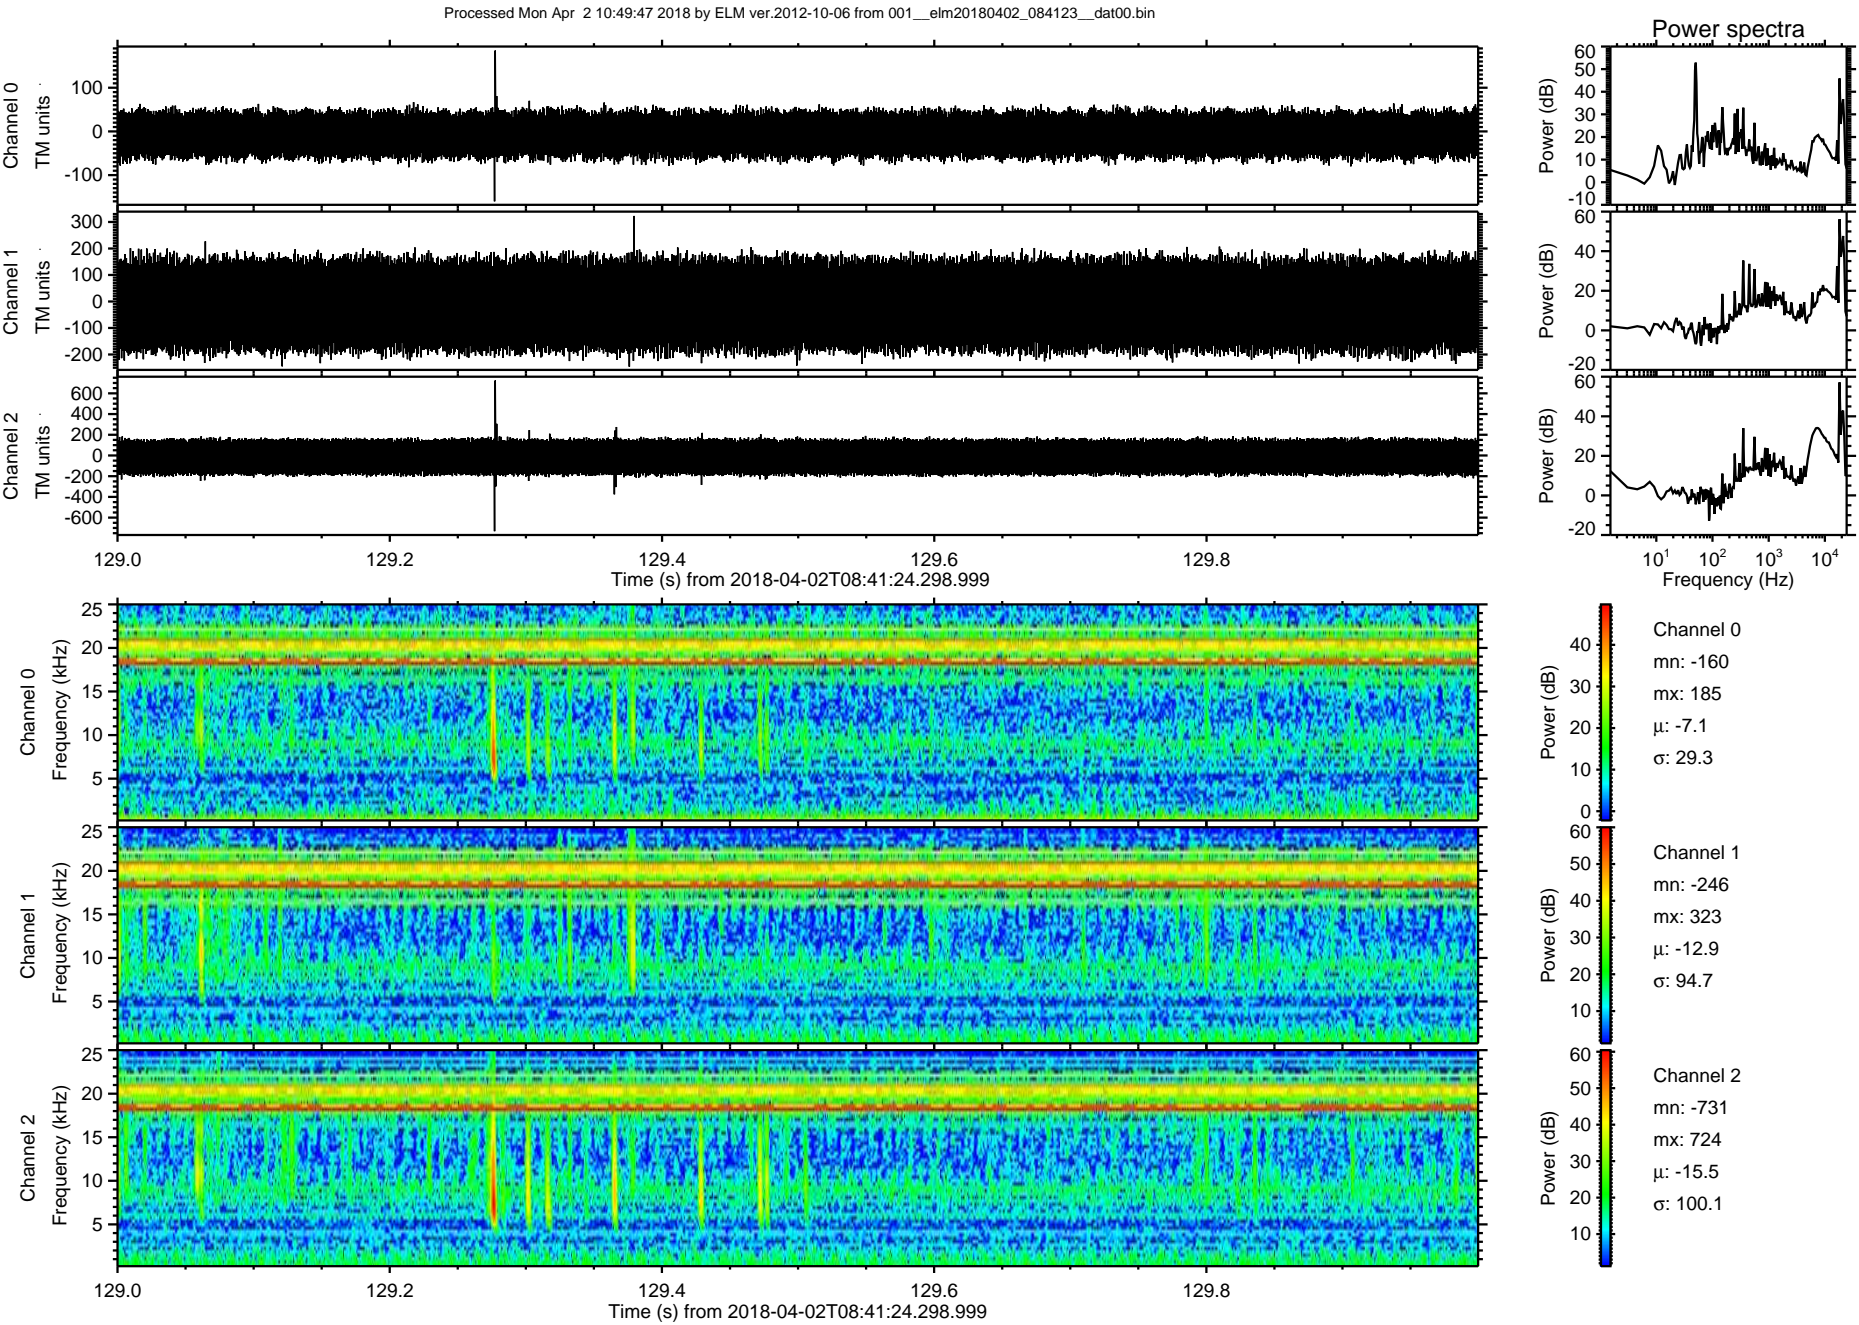 Processed Mon Apr  2 10:49:47 2018 by ELM ver.2012-10-06 from 001__elm20180402_084123__dat00.bin
Power spectra
Channel 0
TM units
100
0
-100
Power (dB)
60
50
40
30
20
10
0
-10
Channel 1
TM units
300
200
100
0
-100
-200
Power (dB)
60
40
20
0
-20
Channel 2
TM units
600
400
200
0
-200
-400
-600
Power (dB)
60
40
20
0
-20
129.0 129.2 129.4 129.6 129.8
Time (s) from 2018-04-02T08:41:24.298.999
10¹ 10² 10³ 10⁴
Frequency (Hz)
Channel 0
Frequency (kHz)
25
20
15
10
5
Power (dB)
40
30
20
10
0
Channel 0
mn: -160
mx: 185
μ: -7.1
σ: 29.3
Channel 1
Frequency (kHz)
25
20
15
10
5
Power (dB)
60
50
40
30
20
10
Channel 1
mn: -246
mx: 323
μ: -12.9
σ: 94.7
Channel 2
Frequency (kHz)
25
20
15
10
5
Power (dB)
60
50
40
30
20
10
Channel 2
mn: -731
mx: 724
μ: -15.5
σ: 100.1
129.0 129.2 129.4 129.6 129.8
Time (s) from 2018-04-02T08:41:24.298.999